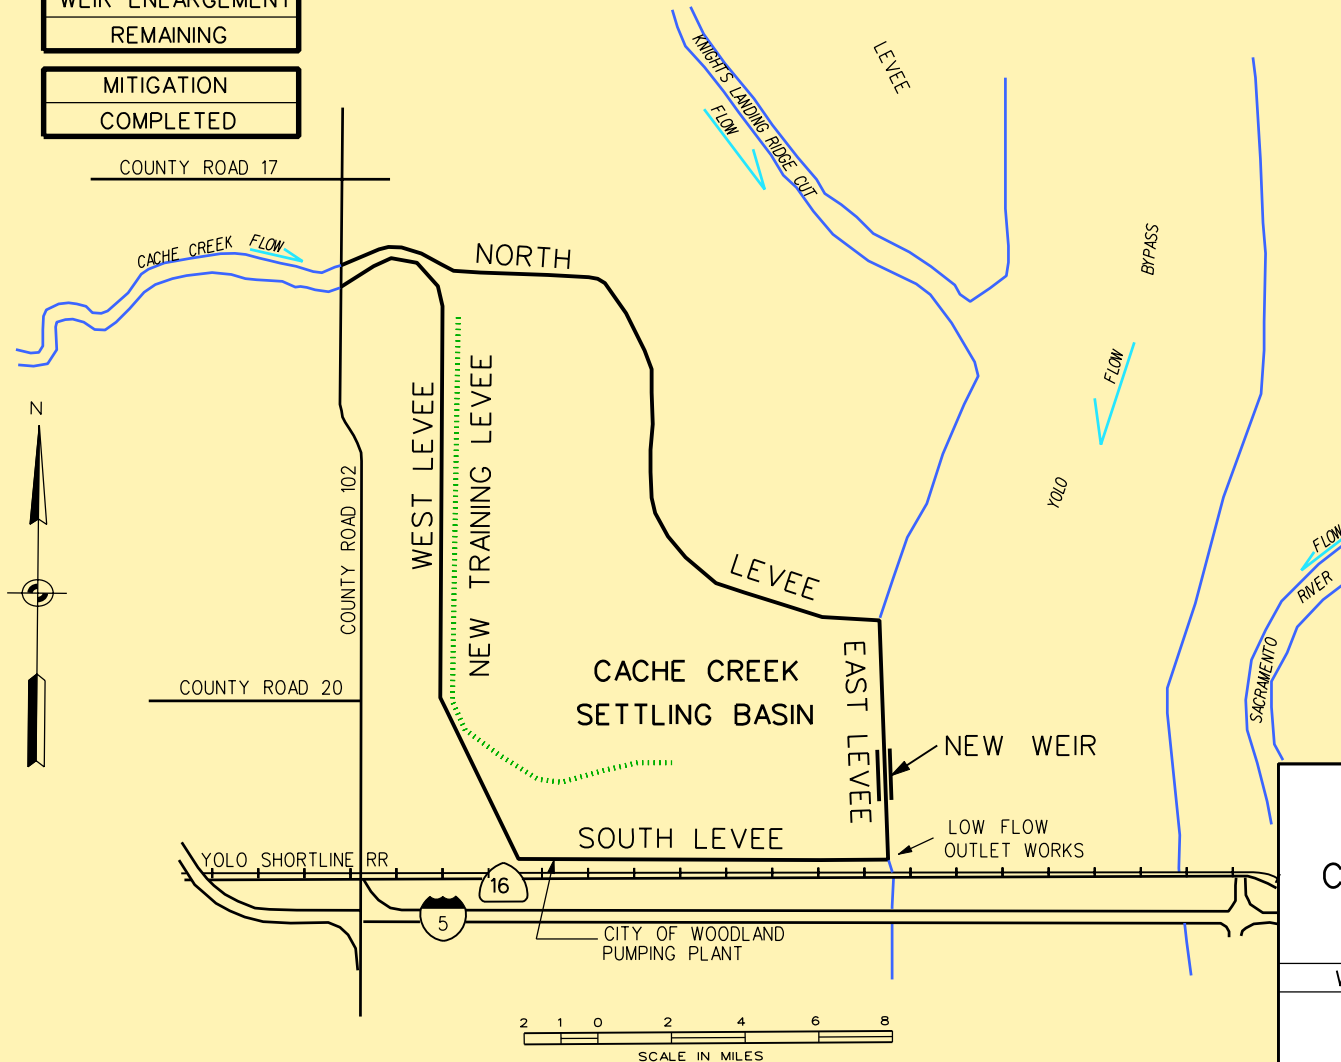 WEIR ENLARGEMENT
REMAINING
MITIGATION
COMPLETED
COUNTY ROAD 17
CACHE CREEK
FLOW
KNIGHTS LANDING RIDGE CUT
FLOW
LEVEE
NORTH
LEVEE
BYPASS
FLOW
YOLO
N
COUNTY ROAD 102
WEST LEVEE
NEW TRAINING LEVEE
COUNTY ROAD 20
CACHE CREEK
SETTLING BASIN
EAST LEVEE
NEW WEIR
FLOW
RIVER
SACRAMENTO
SOUTH LEVEE
LOW FLOW
OUTLET WORKS
YOLO SHORTLINE RR
16
5
CITY OF WOODLAND
PUMPING PLANT
C
2 1 0 2 4 6 8
SCALE IN MILES